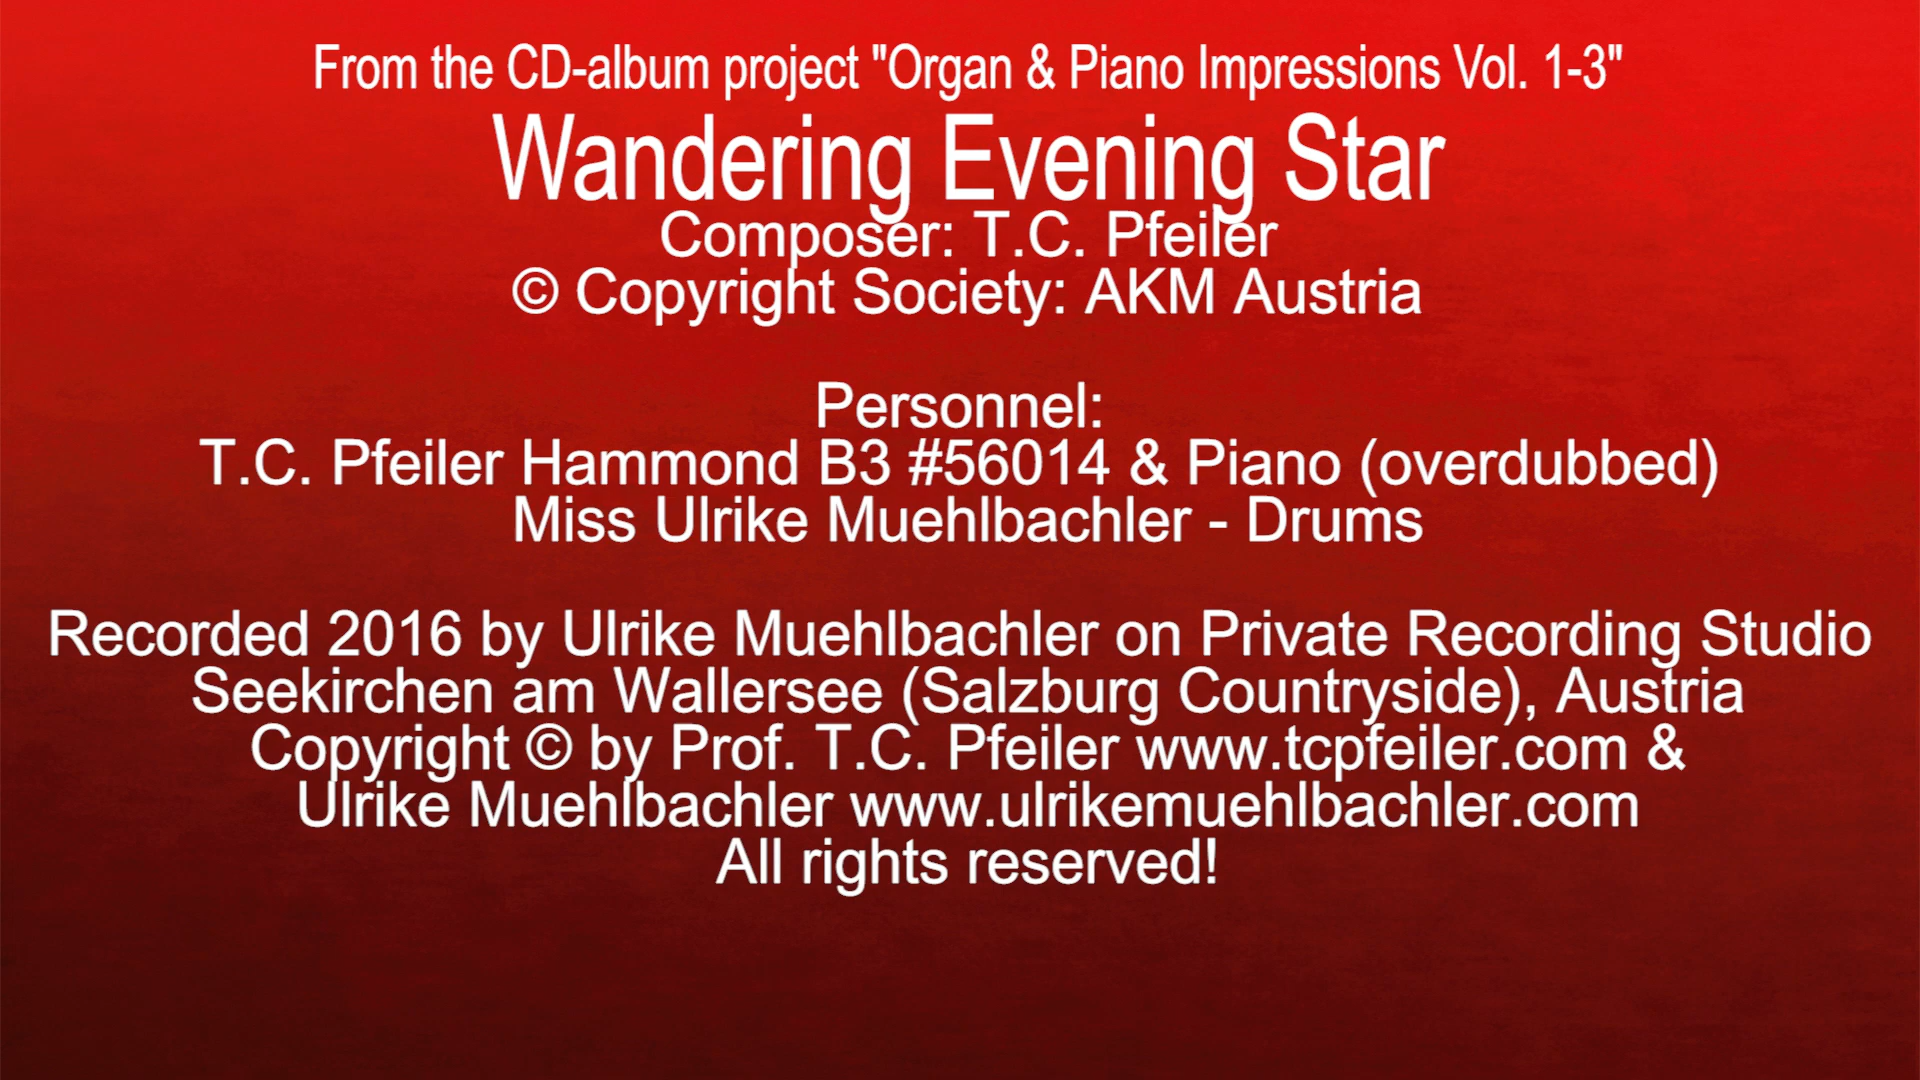 From the CD-album project "Organ & Piano Impressions Vol. 1-3"
Wandering Evening Star
Composer: T.C. Pfeiler
© Copyright Society: AKM Austria
Personnel:
T.C. Pfeiler Hammond B3 #56014 & Piano (overdubbed)
Miss Ulrike Muehlbachler - Drums
Recorded 2016 by Ulrike Muehlbachler on Private Recording Studio
Seekirchen am Wallersee (Salzburg Countryside), Austria
Copyright © by Prof. T.C. Pfeiler www.tcpfeiler.com &
Ulrike Muehlbachler www.ulrikemuehlbachler.com
All rights reserved!